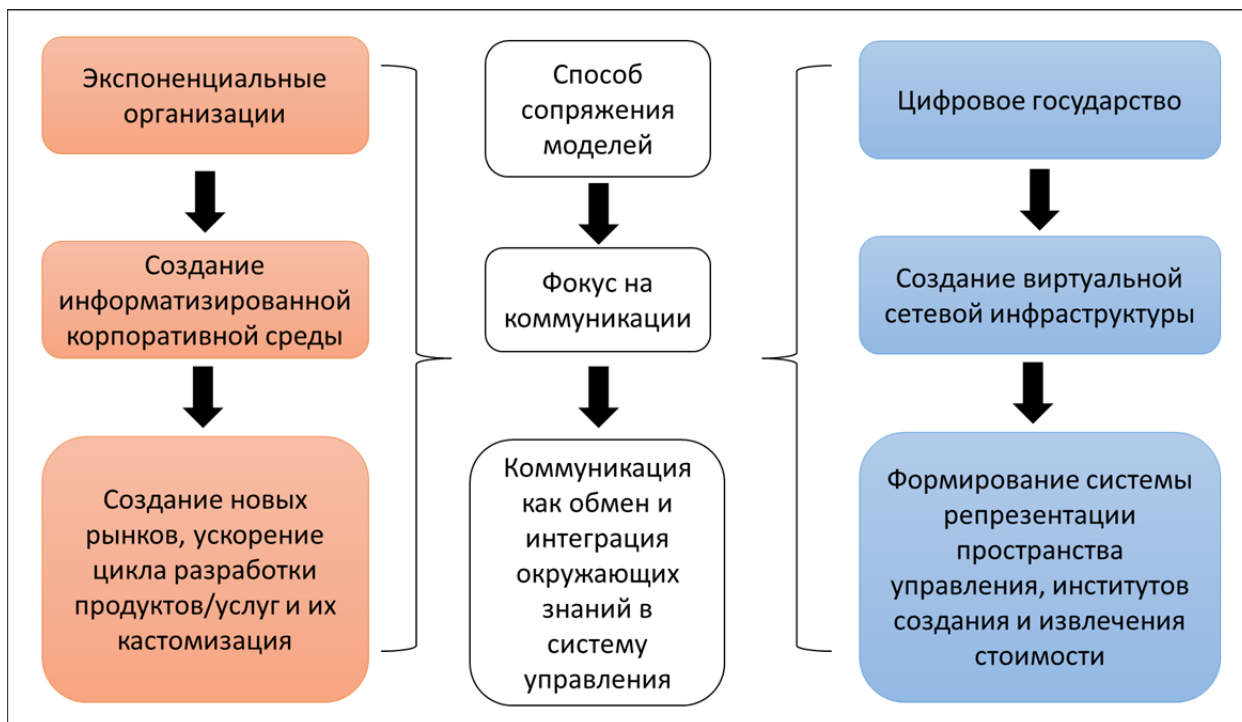 Экспоненциальные
организации
Создание
информатизированной
корпоративной среды
Создание новых
рынков, ускорение
цикла разработки
продуктов/услуг и их
кастомизация
Способ
сопряжения
моделей
Фокус на
коммуникации
Коммуникация
как обмен и
интеграция
окружающих
знаний в
систему
управления
Цифровое государство
Создание виртуальной
сетевой инфраструктуры
Формирование системы
репрезентации
пространства
управления, институтов
создания и извлечения
стоимости